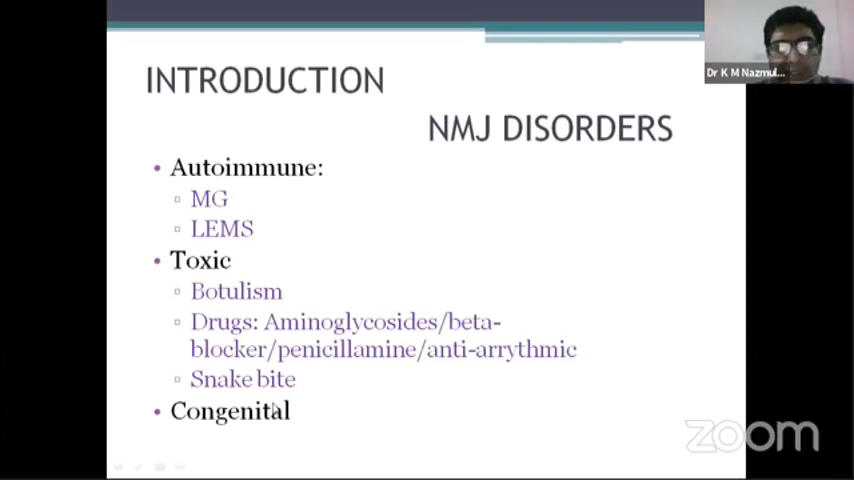 INTRODUCTION
NMJ DISORDERS
• Autoimmune:
▫ MG
▫ LEMS
• Toxic
▫ Botulism
▫ Drugs: Aminoglycosides/beta-
blocker/penicillamine/anti-arrythmic
▫ Snake bite
• Congenital
Dr K M Nazmul...
zoom